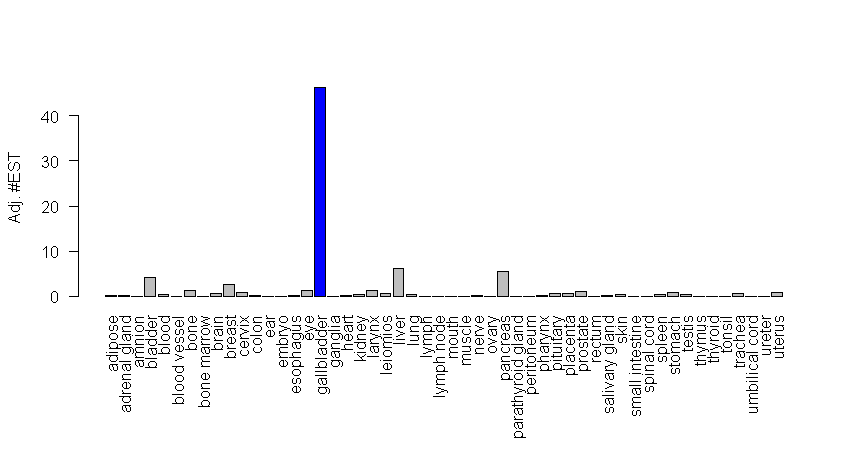 Adj. #EST
40
30
20
10
0
adipose
adrenal gland
amnion
bladder
blood
blood vessel
bone
bone marrow
brain
breast
cervix
colon
ear
embryo
esophagus
eye
gallbladder
ganglia
heart
kidney
larynx
leiomios
liver
lung
lymph
lymph node
mouth
muscle
nerve
ovary
pancreas
parathyroid gland
peritoneum
pharynx
pituitary
placenta
prostate
rectum
salivary gland
skin
small intestine
spinal cord
spleen
stomach
testis
thymus
thyroid
tonsil
trachea
umbilical cord
ureter
uterus